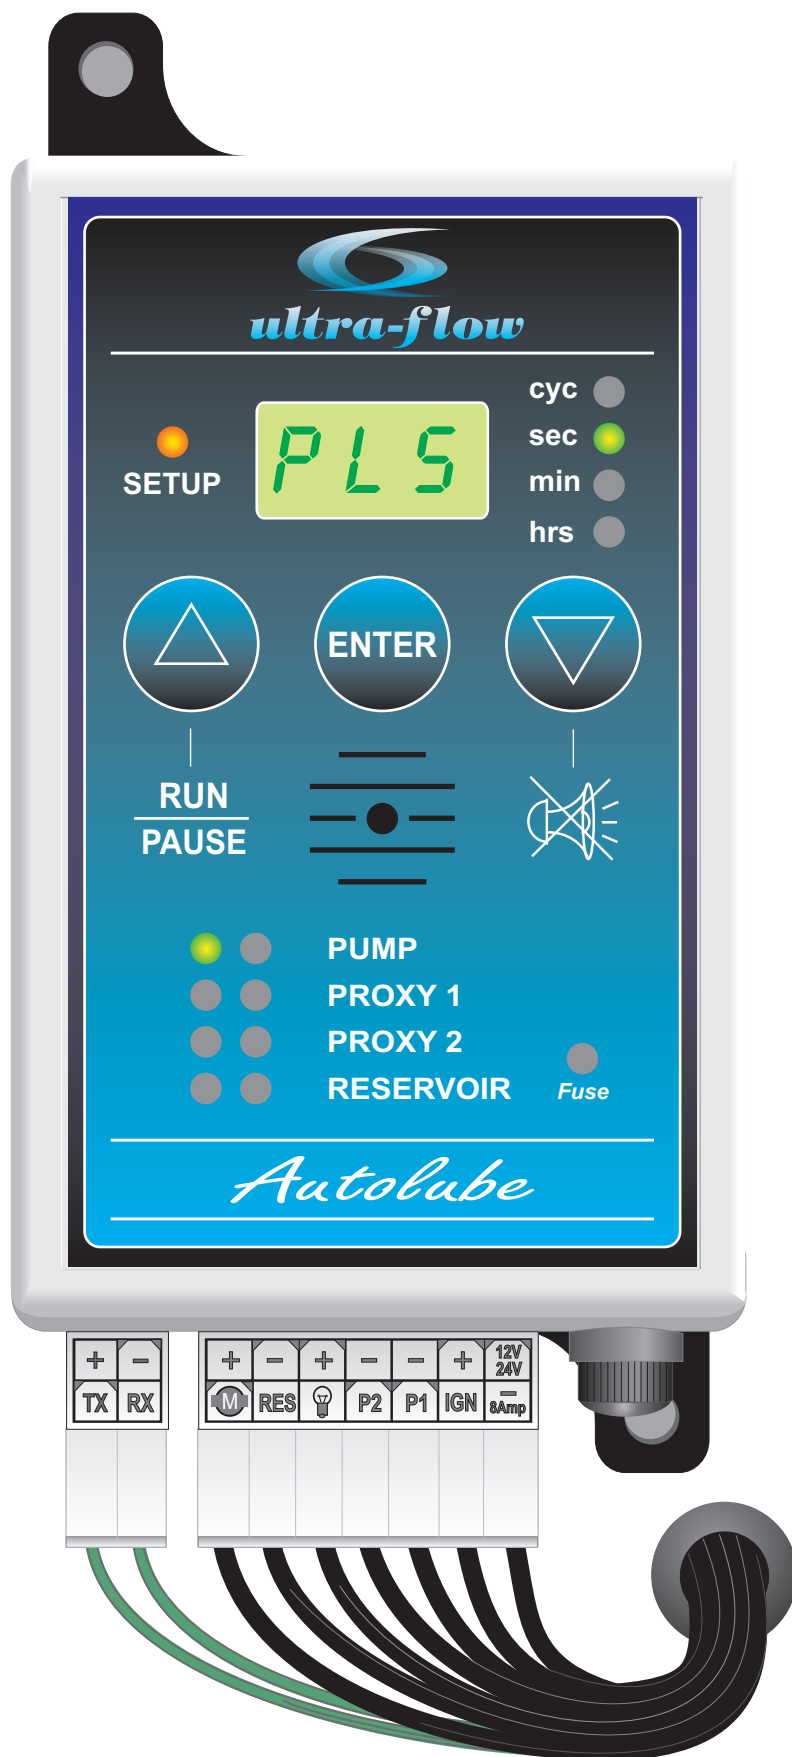 ultra-flow
cyc
SETUP
PLS
sec
min
hrs
ENTER
RUN
PAUSE
PUMP
PROXY 1
PROXY 2
RESERVOIR
Fuse
Autolube
+ − + − + − − + 12V 24V
TX RX M RES P2 P1 IGN − 8Amp